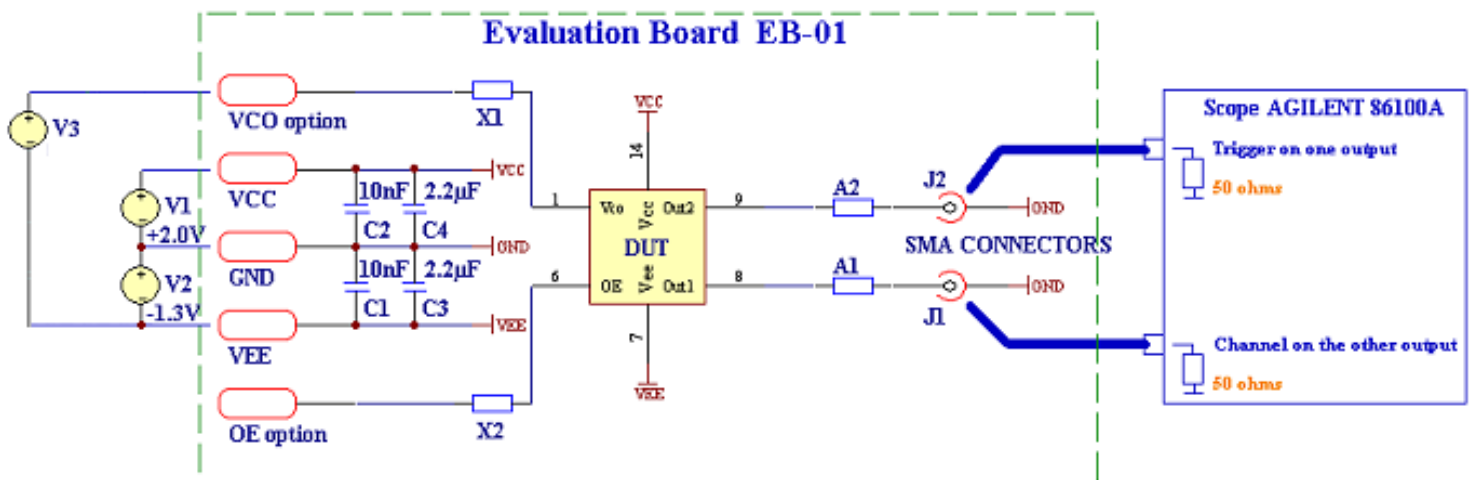 Evaluation Board EB-01
V3
VCO option
X1
VCC
14
Scope AGILENT 86100A
Trigger on one output
50 ohms
V1
+2.0V
VCC
10nF
2.2µF
C2
C4
VCC
1
Vco
Vcc
Out2
9
A2
J2
GND
SMA CONNECTORS
DUT
V2
-1.3V
GND
10nF
2.2µF
C1
C3
GND
6
OE
Vee
Out1
8
A1
J1
GND
VEE
VEE
7
VEE
Channel on the other output
50 ohms
OE option
X2